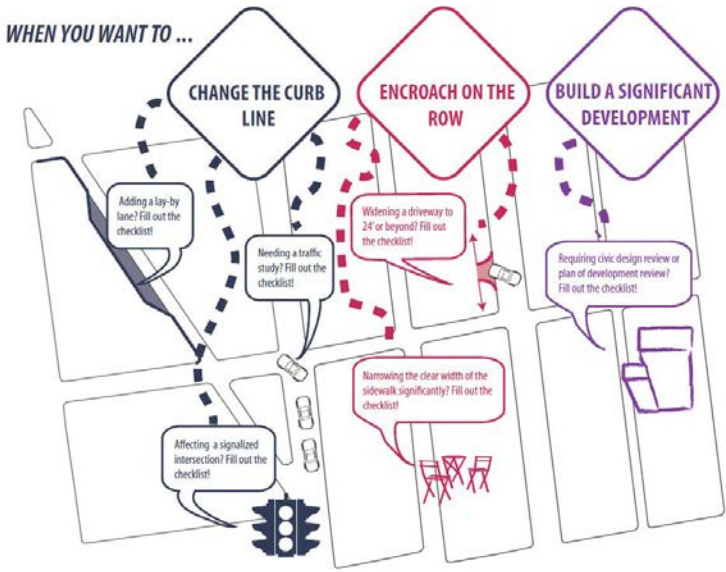 WHEN YOU WANT TO ...
CHANGE THE CURB
LINE
ENCROACH ON THE
ROW
BUILD A SIGNIFICANT
DEVELOPMENT
Adding a lay-by
lane? Fill out the
checklist!
Needing a traffic
study? Fill out the
checklist!
Widening a driveway to
24' or beyond? Fill out
the checklist!
Requiring civic design review or
plan of development review?
Fill out the checklist!
Narrowing the clear width of the
sidewalk significantly? Fill out the
checklist!
Affecting a signalized
intersection? Fill out the
checklist!